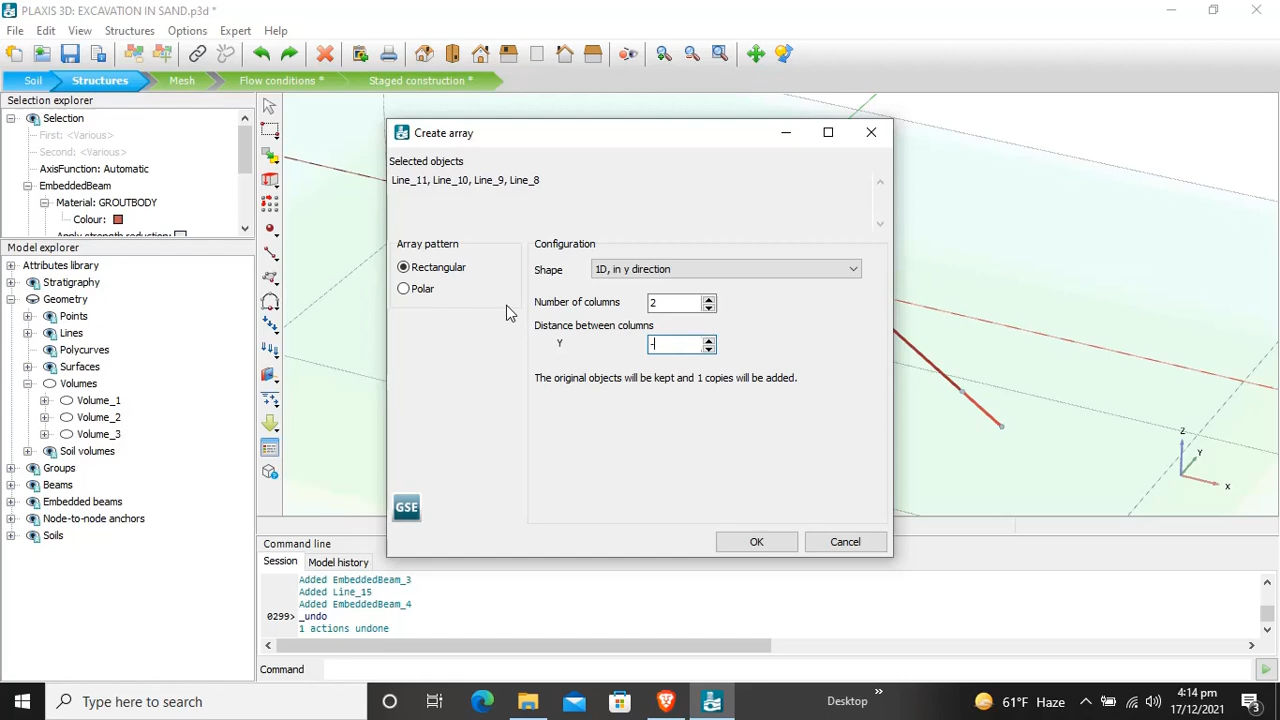 PLAXIS 3D: EXCAVATION IN SAND.p3d *
File Edit View Structures Options Expert Help
Soil Structures Mesh Flow conditions * Staged construction *
Selection explorer
Selection
First: <Various>
Second: <Various>
AxisFunction: Automatic
EmbeddedBeam
Material: GROUTBODY
Colour:
Model explorer
Attributes library
Stratigraphy
Geometry
Points
Lines
Polycurves
Surfaces
Volumes
Volume_1
Volume_2
Volume_3
Soil volumes
Groups
Beams
Embedded beams
Node-to-node anchors
Soils
Create array
Selected objects
Line_11, Line_10, Line_9, Line_8
Array pattern
Rectangular
Polar
Configuration
Shape 1D, in y direction
Number of columns 2
Distance between columns
Y -
The original objects will be kept and 1 copies will be added.
GSE
OK Cancel
Z
Y
X
Command line
Session Model history
Added EmbeddedBeam_3
Added Line_15
Added EmbeddedBeam_4
0299> _undo
1 actions undone
Command
Type here to search
Desktop
61°F Haze
4:14 pm
17/12/2021
3